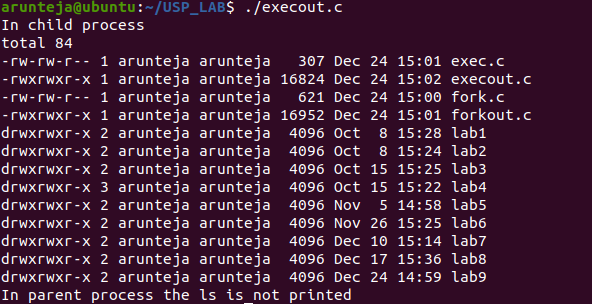 arunteja@ubuntu:~/USP_LAB$ ./execout.c
In child process
total 84
-rw-rw-r-- 1 arunteja arunteja   307 Dec 24 15:01 exec.c
-rwxrwxr-x 1 arunteja arunteja 16824 Dec 24 15:02 execout.c
-rw-rw-r-- 1 arunteja arunteja   621 Dec 24 15:00 fork.c
-rwxrwxr-x 1 arunteja arunteja 16952 Dec 24 15:01 forkout.c
drwxrwxr-x 2 arunteja arunteja  4096 Oct  8 15:28 lab1
drwxrwxr-x 2 arunteja arunteja  4096 Oct  8 15:24 lab2
drwxrwxr-x 2 arunteja arunteja  4096 Oct 15 15:25 lab3
drwxrwxr-x 3 arunteja arunteja  4096 Oct 15 15:22 lab4
drwxrwxr-x 2 arunteja arunteja  4096 Nov  5 14:58 lab5
drwxrwxr-x 2 arunteja arunteja  4096 Nov 26 15:25 lab6
drwxrwxr-x 2 arunteja arunteja  4096 Dec 10 15:14 lab7
drwxrwxr-x 2 arunteja arunteja  4096 Dec 17 15:36 lab8
drwxrwxr-x 2 arunteja arunteja  4096 Dec 24 14:59 lab9
In parent process the ls is_not printed